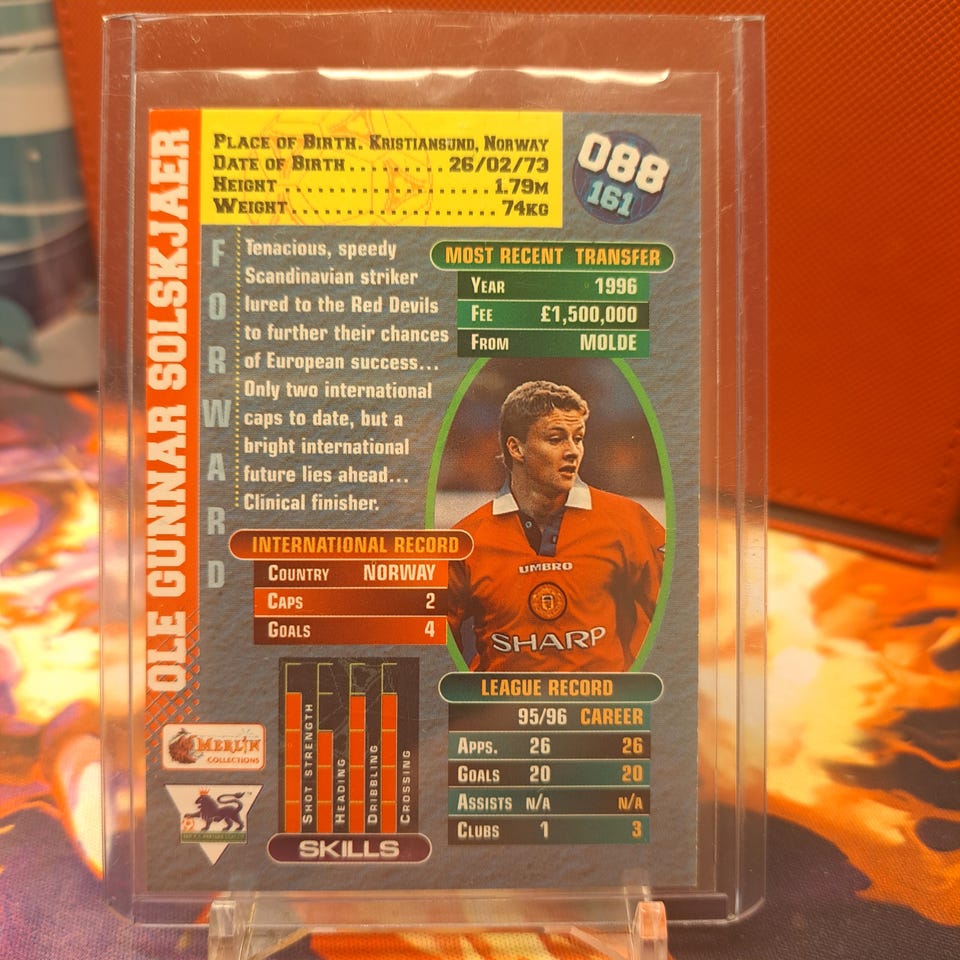 OLE GUNNAR SOLSKJAER
PLACE OF BIRTH. KRISTIANSUND, NORWAY
DATE OF BIRTH ........... 26/02/73
HEIGHT ........................ 1.79M
WEIGHT ........................ 74KG
088
161
FORWARD
Tenacious, speedy
Scandinavian striker
lured to the Red Devils
to further their chances
of European success...
Only two international
caps to date, but a
bright international
future lies ahead...
Clinical finisher.
MOST RECENT TRANSFER
YEAR 1996
FEE £1,500,000
FROM MOLDE
UMBRO
SHARP
INTERNATIONAL RECORD
COUNTRY NORWAY
CAPS 2
GOALS 4
SHOT STRENGTH
HEADING
DRIBBLING
CROSSING
SKILLS
LEAGUE RECORD
95/96 CAREER
APPS. 26 26
GOALS 20 20
ASSISTS N/A N/A
CLUBS 1 3
MERLIN
COLLECTIONS